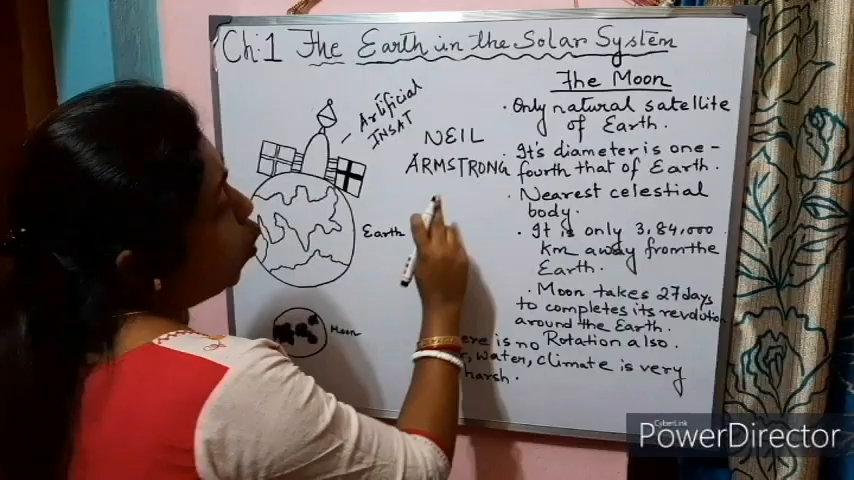 Ch:1 The Earth in the Solar System
The Moon
Only natural satellite
of Earth.
It's diameter is one-
fourth that of Earth.
Nearest celestial
body.
It is only 3,84,000
km away from the
Earth.
Moon takes 27 days
to completes its revolution
around the Earth.
Rotation also.
ere is no
r, water, climate is very
harsh.
Artificial
INSAT
NEIL
ARMSTRONG
Earth
Moon
CyberLink
PowerDirector